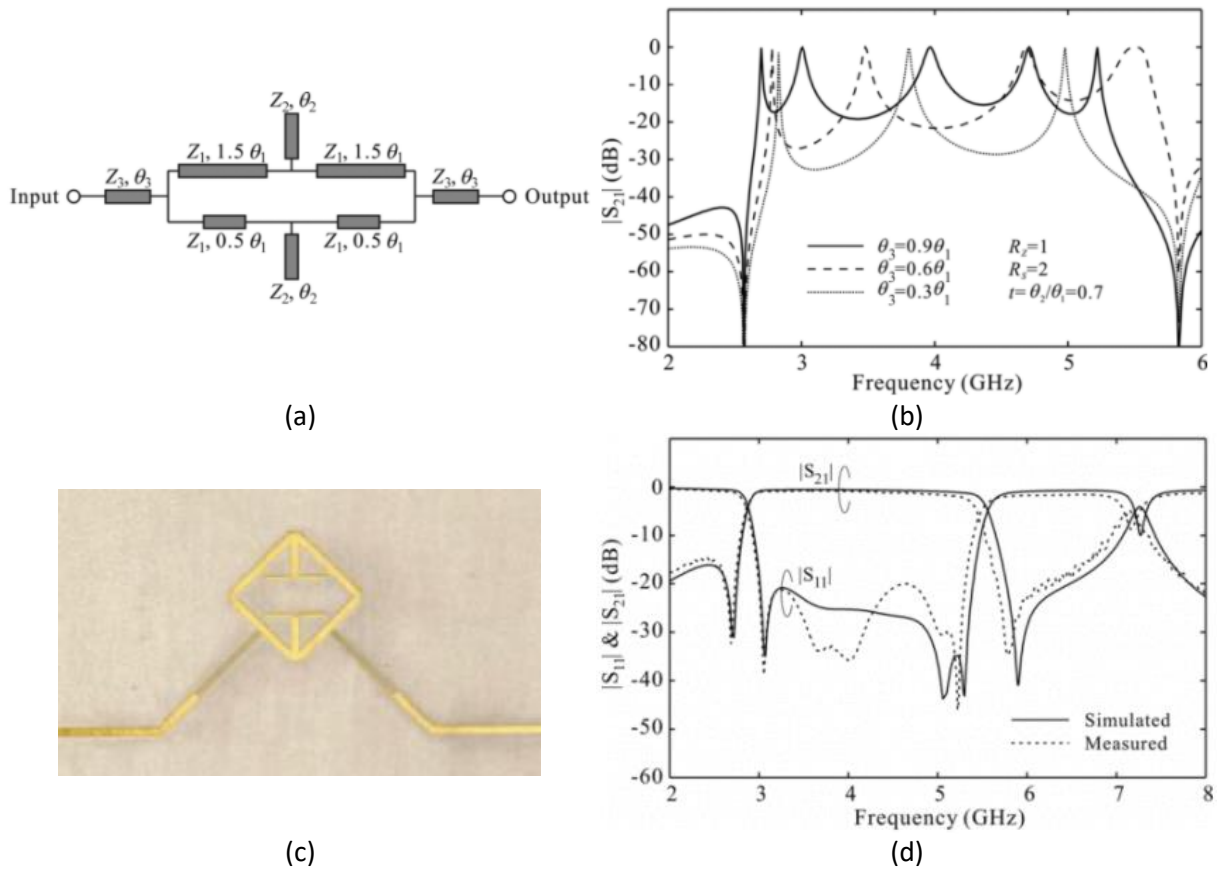 Z₂, θ₂
Z₁, 1.5 θ₁ Z₁, 1.5 θ₁
Input Z₃, θ₃ Z₃, θ₃ Output
Z₁, 0.5 θ₁ Z₁, 0.5 θ₁
Z₂, θ₂
(a)
|S₂₁| (dB)
0
-10
-20
-30
-40
-50
-60
-70
-80
θ₃=0.9θ₁ R_z=1
θ₃=0.6θ₁ R_s=2
θ₃=0.3θ₁ t=θ₂/θ₁=0.7
2 3 4 5 6
Frequency (GHz)
(b)
(c)
|S₁₁| & |S₂₁| (dB)
0
-10
-20
-30
-40
-50
-60
|S₂₁|
|S₁₁|
Simulated
Measured
2 3 4 5 6 7 8
Frequency (GHz)
(d)